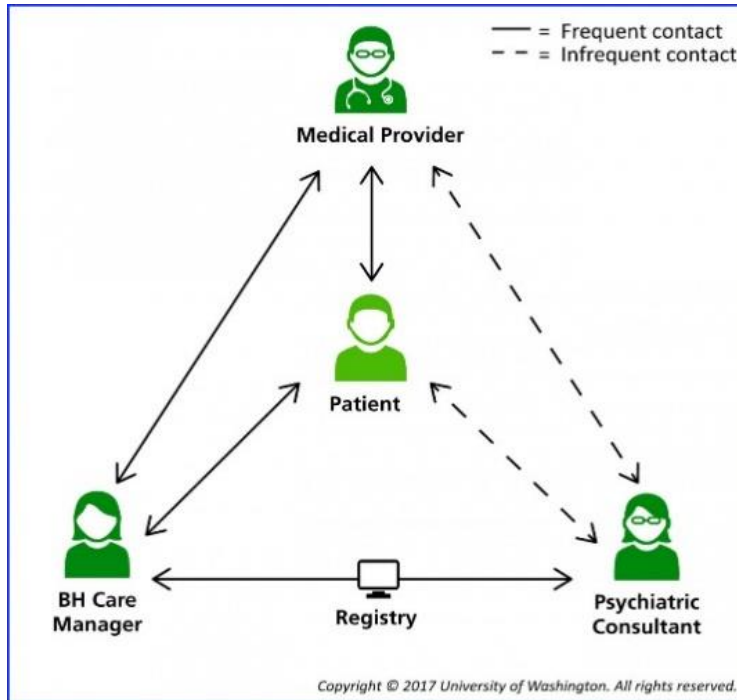 = Frequent contact
= Infrequent contact
Medical Provider
Patient
BH Care
Manager
Registry
Psychiatric
Consultant
Copyright © 2017 University of Washington. All rights reserved.